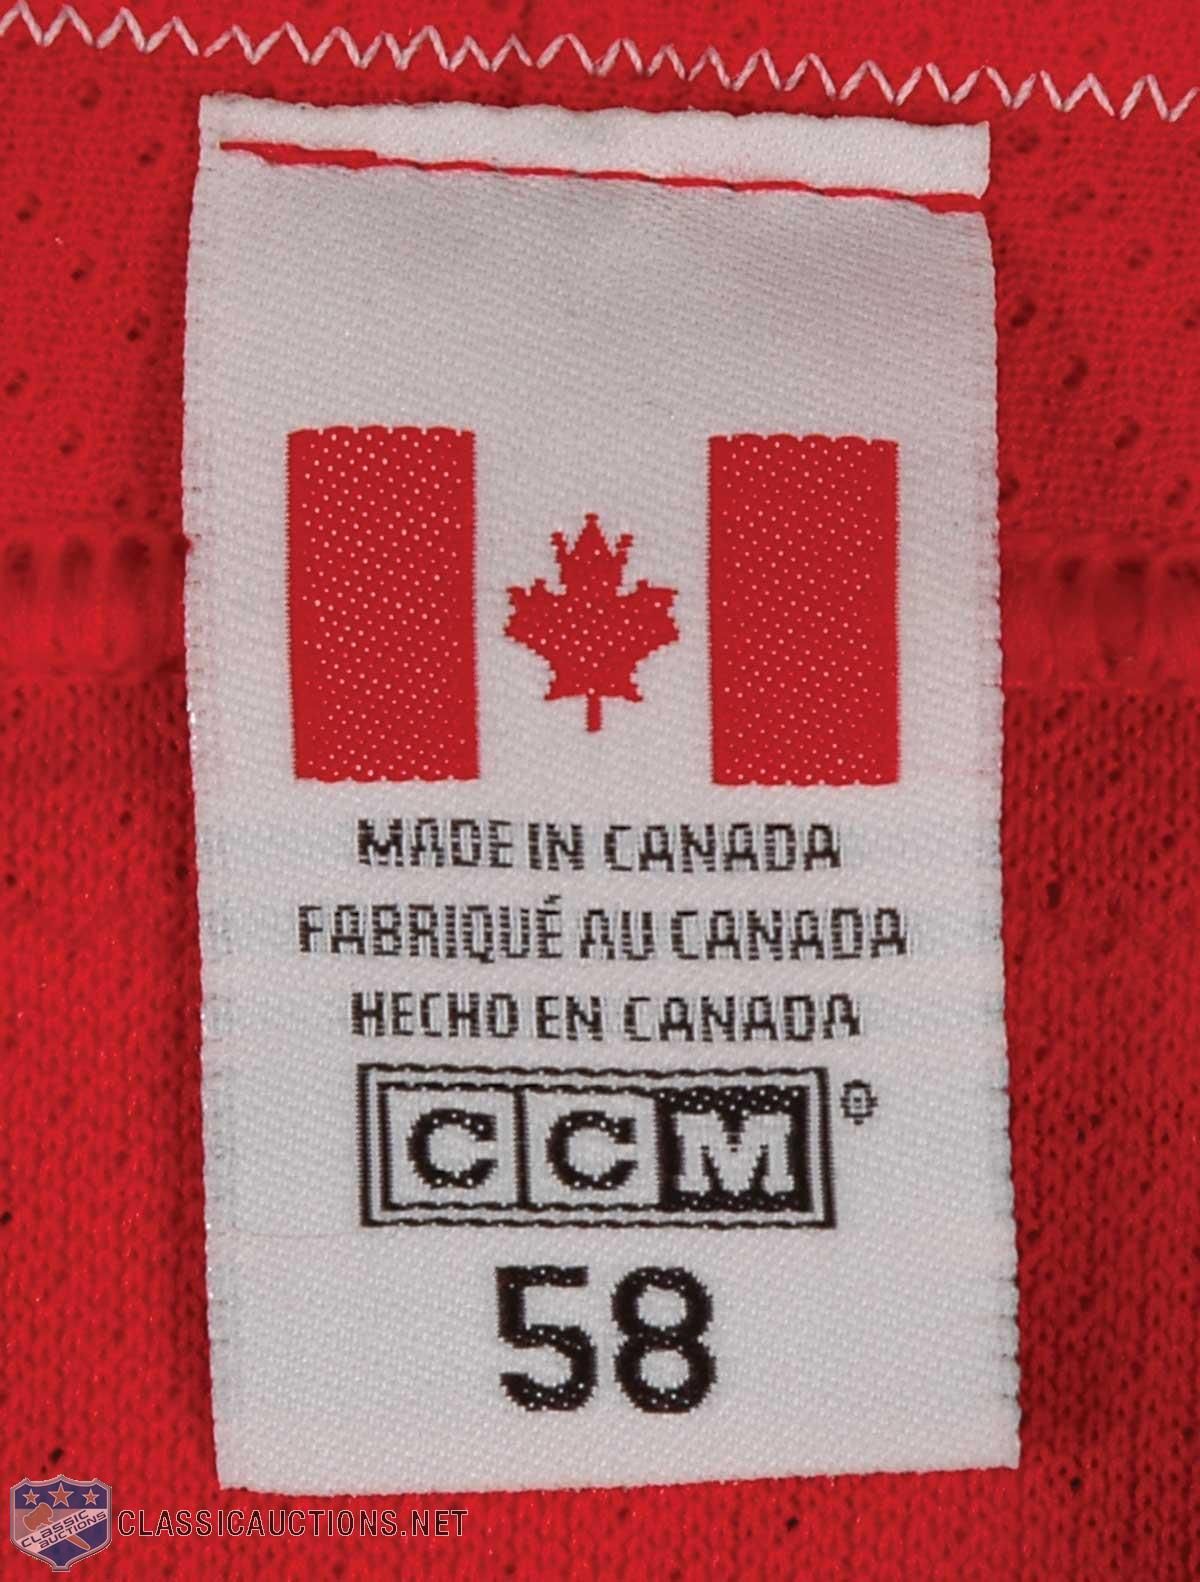 MADE IN CANADA
FABRIQUÉ AU CANADA
HECHO EN CANADA
CCM®
58
CLASSIC AUCTIONS
CLASSICAUCTIONS.NET